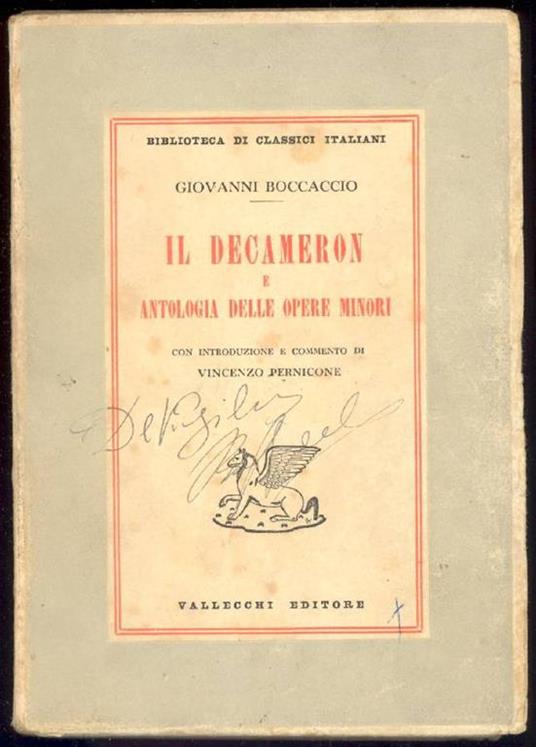 BIBLIOTECA DI CLASSICI ITALIANI
GIOVANNI BOCCACCIO
IL DECAMERON
E
ANTOLOGIA DELLE OPERE MINORI
CON INTRODUZIONE E COMMENTO DI
VINCENZO PERNICONE
VALLECCHI EDITORE